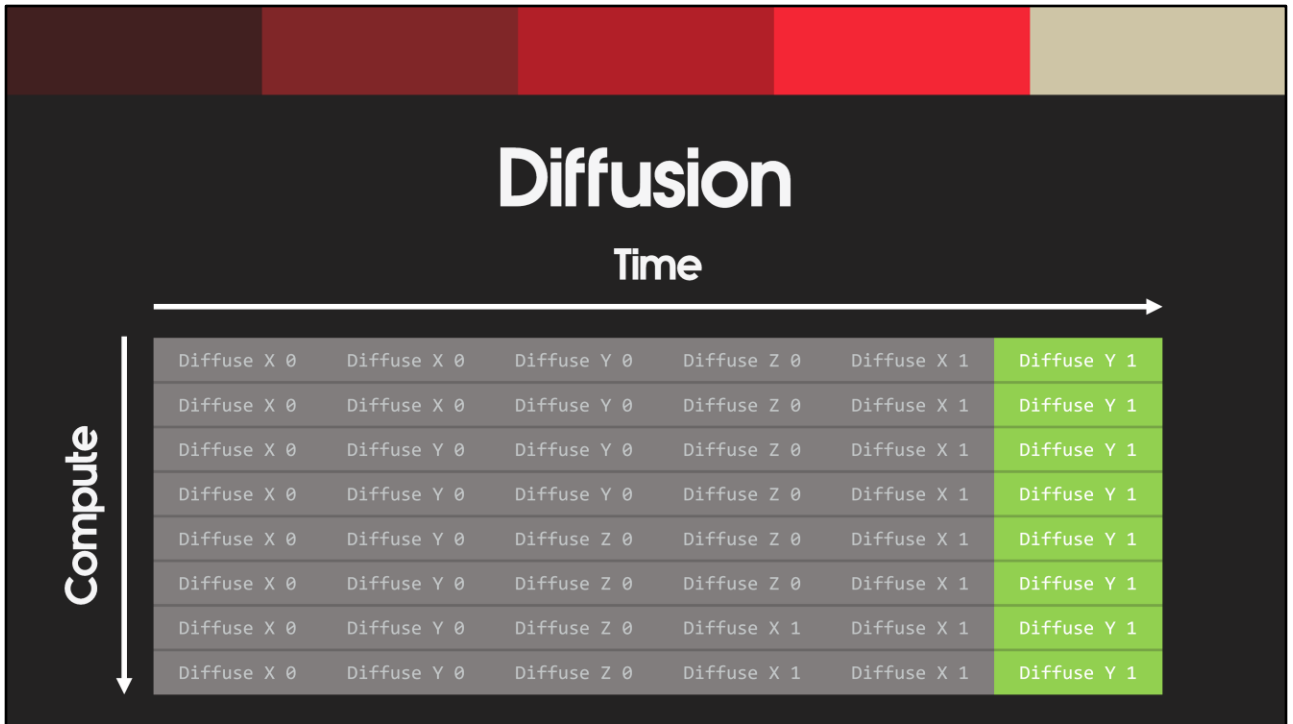 Diffusion
Time
Compute
Diffuse X 0 Diffuse X 0 Diffuse Y 0 Diffuse Z 0 Diffuse X 1 Diffuse Y 1
Diffuse X 0 Diffuse X 0 Diffuse Y 0 Diffuse Z 0 Diffuse X 1 Diffuse Y 1
Diffuse X 0 Diffuse Y 0 Diffuse Y 0 Diffuse Z 0 Diffuse X 1 Diffuse Y 1
Diffuse X 0 Diffuse Y 0 Diffuse Y 0 Diffuse Z 0 Diffuse X 1 Diffuse Y 1
Diffuse X 0 Diffuse Y 0 Diffuse Z 0 Diffuse Z 0 Diffuse X 1 Diffuse Y 1
Diffuse X 0 Diffuse Y 0 Diffuse Z 0 Diffuse Z 0 Diffuse X 1 Diffuse Y 1
Diffuse X 0 Diffuse Y 0 Diffuse Z 0 Diffuse X 1 Diffuse X 1 Diffuse Y 1
Diffuse X 0 Diffuse Y 0 Diffuse Z 0 Diffuse X 1 Diffuse X 1 Diffuse Y 1